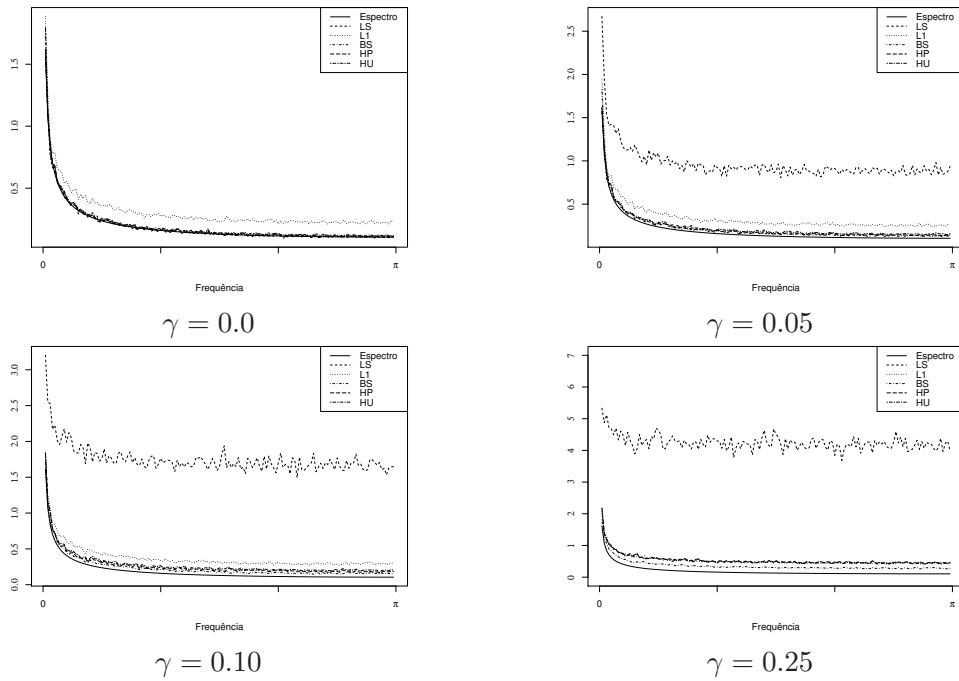 Espectro
LS
L1
BS
HP
HU
1.5
1.0
0.5
0
π
Frequência
γ = 0.0
Espectro
LS
L1
BS
HP
HU
2.5
2.0
1.5
1.0
0.5
0
π
Frequência
γ = 0.05
Espectro
LS
L1
BS
HP
HU
3.0
2.5
2.0
1.5
1.0
0.5
0.0
0
π
Frequência
γ = 0.10
Espectro
LS
L1
BS
HP
HU
7
6
5
4
3
2
1
0
0
π
Frequência
γ = 0.25